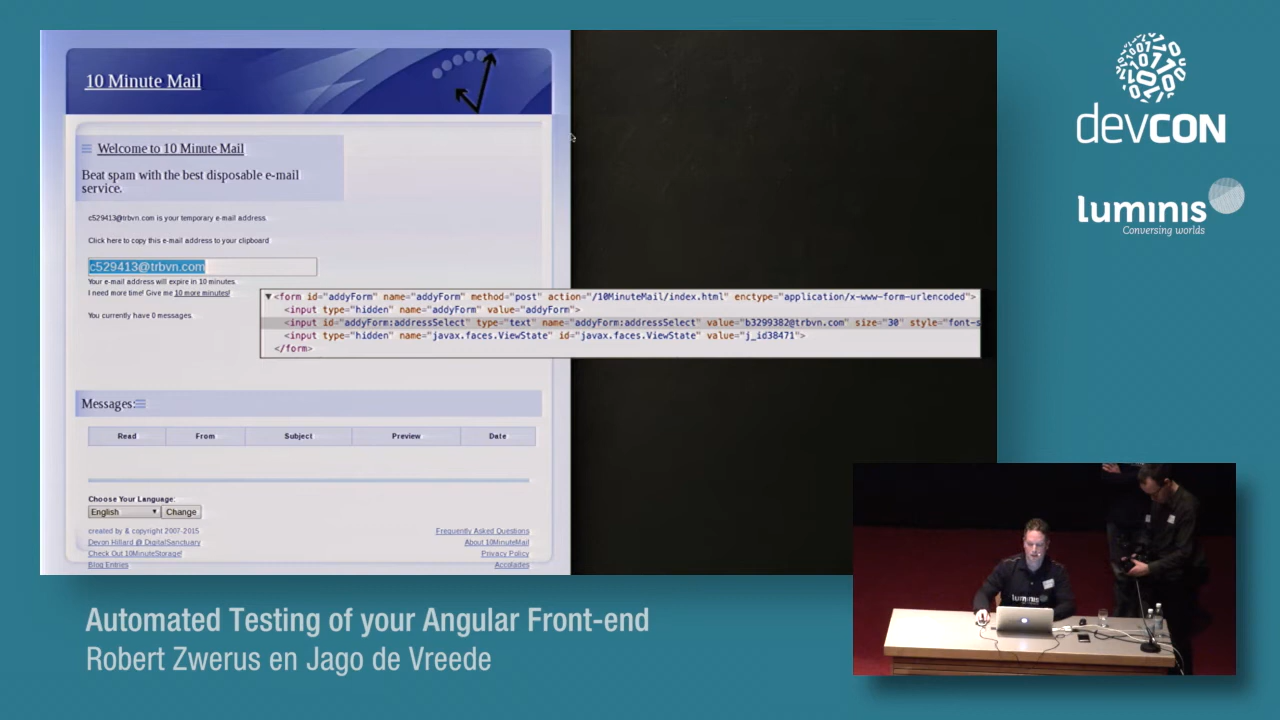 10 Minute Mail
Welcome to 10 Minute Mail
Beat spam with the best disposable e-mail
service.
c529413@trbvn.com is your temporary e-mail address
Click here to copy this e-mail address to your clipboard
c529413@trbvn.com
Your e-mail address will expire in 10 minutes.
I need more time! Give me 10 more minutes!
You currently have 0 messages.
▼<form id="addyForm" name="addyForm" method="post" action="/10MinuteMail/index.html" enctype="application/x-www-form-urlencoded">
<input type="hidden" name="addyForm" value="addyForm">
<input id="addyForm:addressSelect" type="text" name="addyForm:addressSelect" value="b3299382@trbvn.com" size="30" style="font-s
<input type="hidden" name="javax.faces.ViewState" id="javax.faces.ViewState" value="j_id38471">
</form>
Messages:
Read From Subject Preview Date
Choose Your Language:
English Change
created by & copyright 2007-2015
Devon Hillard @ DigitalSanctuary
Check Out 10MinuteStorage!
Blog Entries
Frequently Asked Questions
About 10MinuteMail
Privacy Policy
Accolades
devCON
luminis
Conversing worlds
luminis
Automated Testing of your Angular Front-end
Robert Zwerus en Jago de Vreede